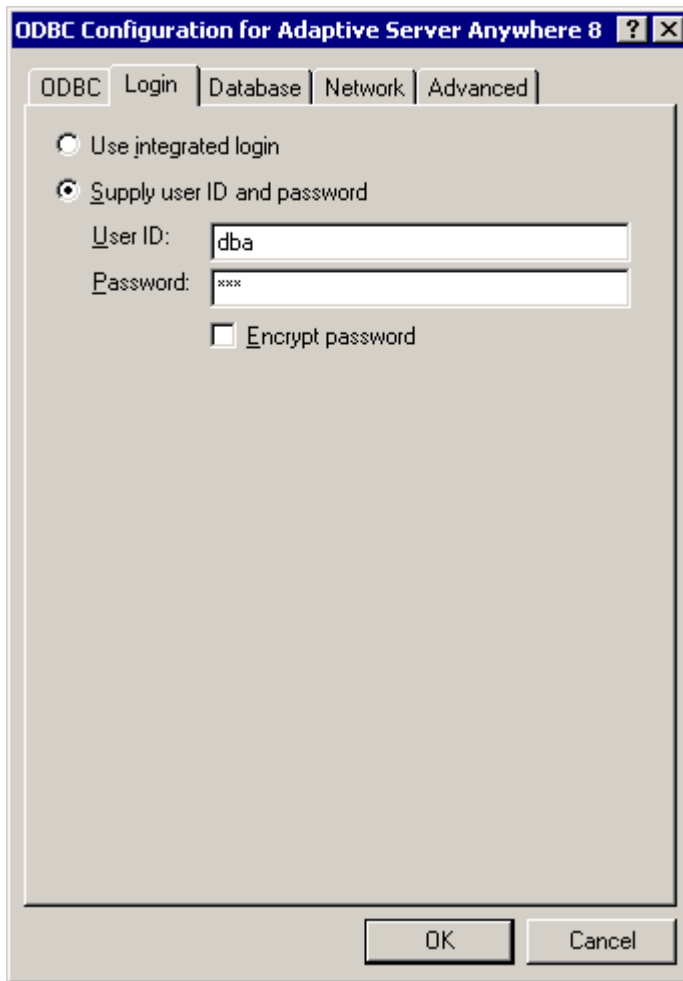 ODBC Configuration for Adaptive Server Anywhere 8 ? X
ODBC Login Database Network Advanced
Use integrated login
Supply user ID and password
User ID: dba
Password: ***
Encrypt password
OK Cancel